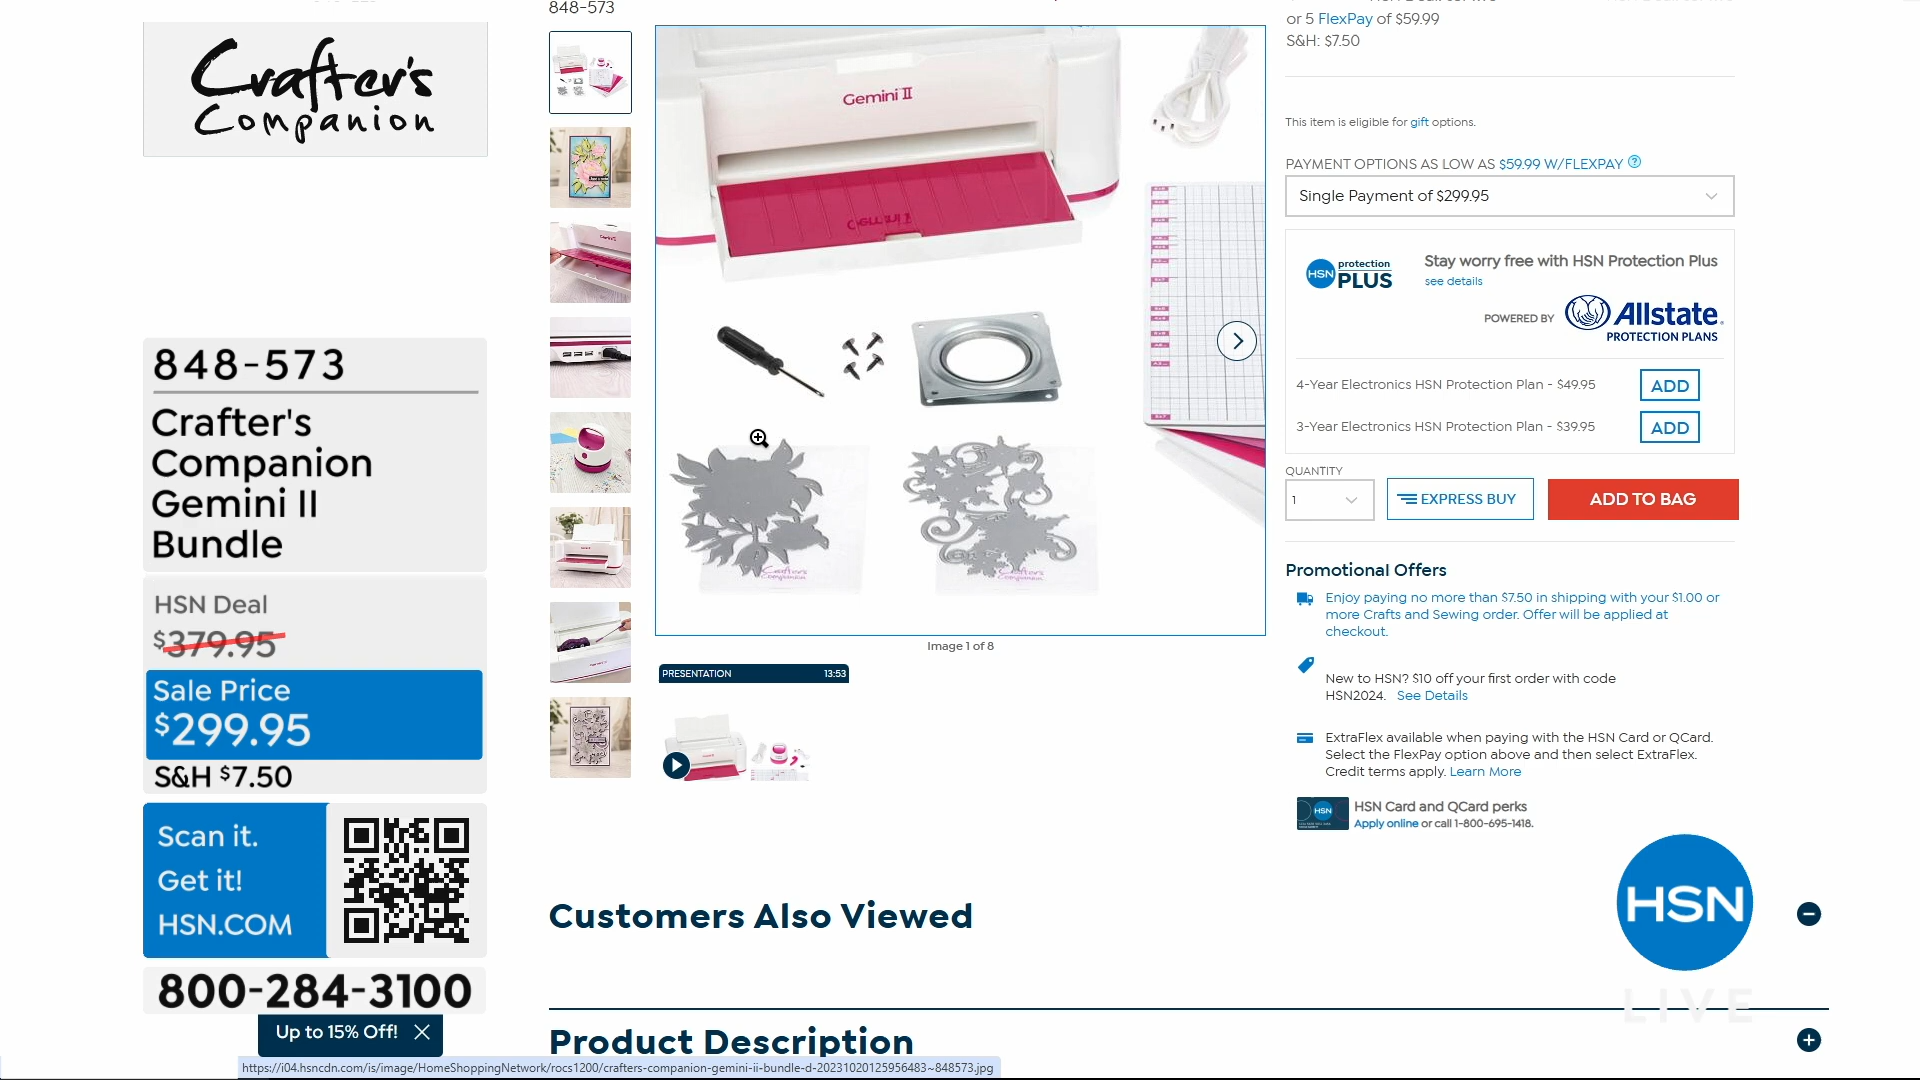 Crafter's
Companion
848-573
Crafter's
Companion
Gemini II
Bundle
HSN Deal
$379.95
Sale Price
$299.95
S&H $7.50
Scan it.
Get it!
HSN.COM
800-284-3100
Up to 15% Off!
848-573
Gemini II
Crafter's
Companion
Crafter's
Companion
Image 1 of 8
PRESENTATION 13:53
or 5 FlexPay of $59.99
S&H: $7.50
This item is eligible for gift options.
PAYMENT OPTIONS AS LOW AS $59.99 W/FLEXPAY ?
Single Payment of $299.95
HSN protection
PLUS
Stay worry free with HSN Protection Plus
see details
POWERED BY Allstate
PROTECTION PLANS
4-Year Electronics HSN Protection Plan - $49.95 ADD
3-Year Electronics HSN Protection Plan - $39.95 ADD
QUANTITY
1
EXPRESS BUY
ADD TO BAG
Promotional Offers
Enjoy paying no more than $7.50 in shipping with your $1.00 or
more Crafts and Sewing order. Offer will be applied at
checkout.
New to HSN? $10 off your first order with code
HSN2024. See Details
ExtraFlex available when paying with the HSN Card or QCard.
Select the FlexPay option above and then select ExtraFlex.
Credit terms apply. Learn More
HSN
HSN Card and QCard perks
Apply online or call 1-800-695-1418.
Customers Also Viewed
HSN
LIVE
Product Description
https://i04.hsncdn.com/is/image/HomeShoppingNetwork/rocs1200/crafters-companion-gemini-ii-bundle-d-20231020125956483~848573.jpg